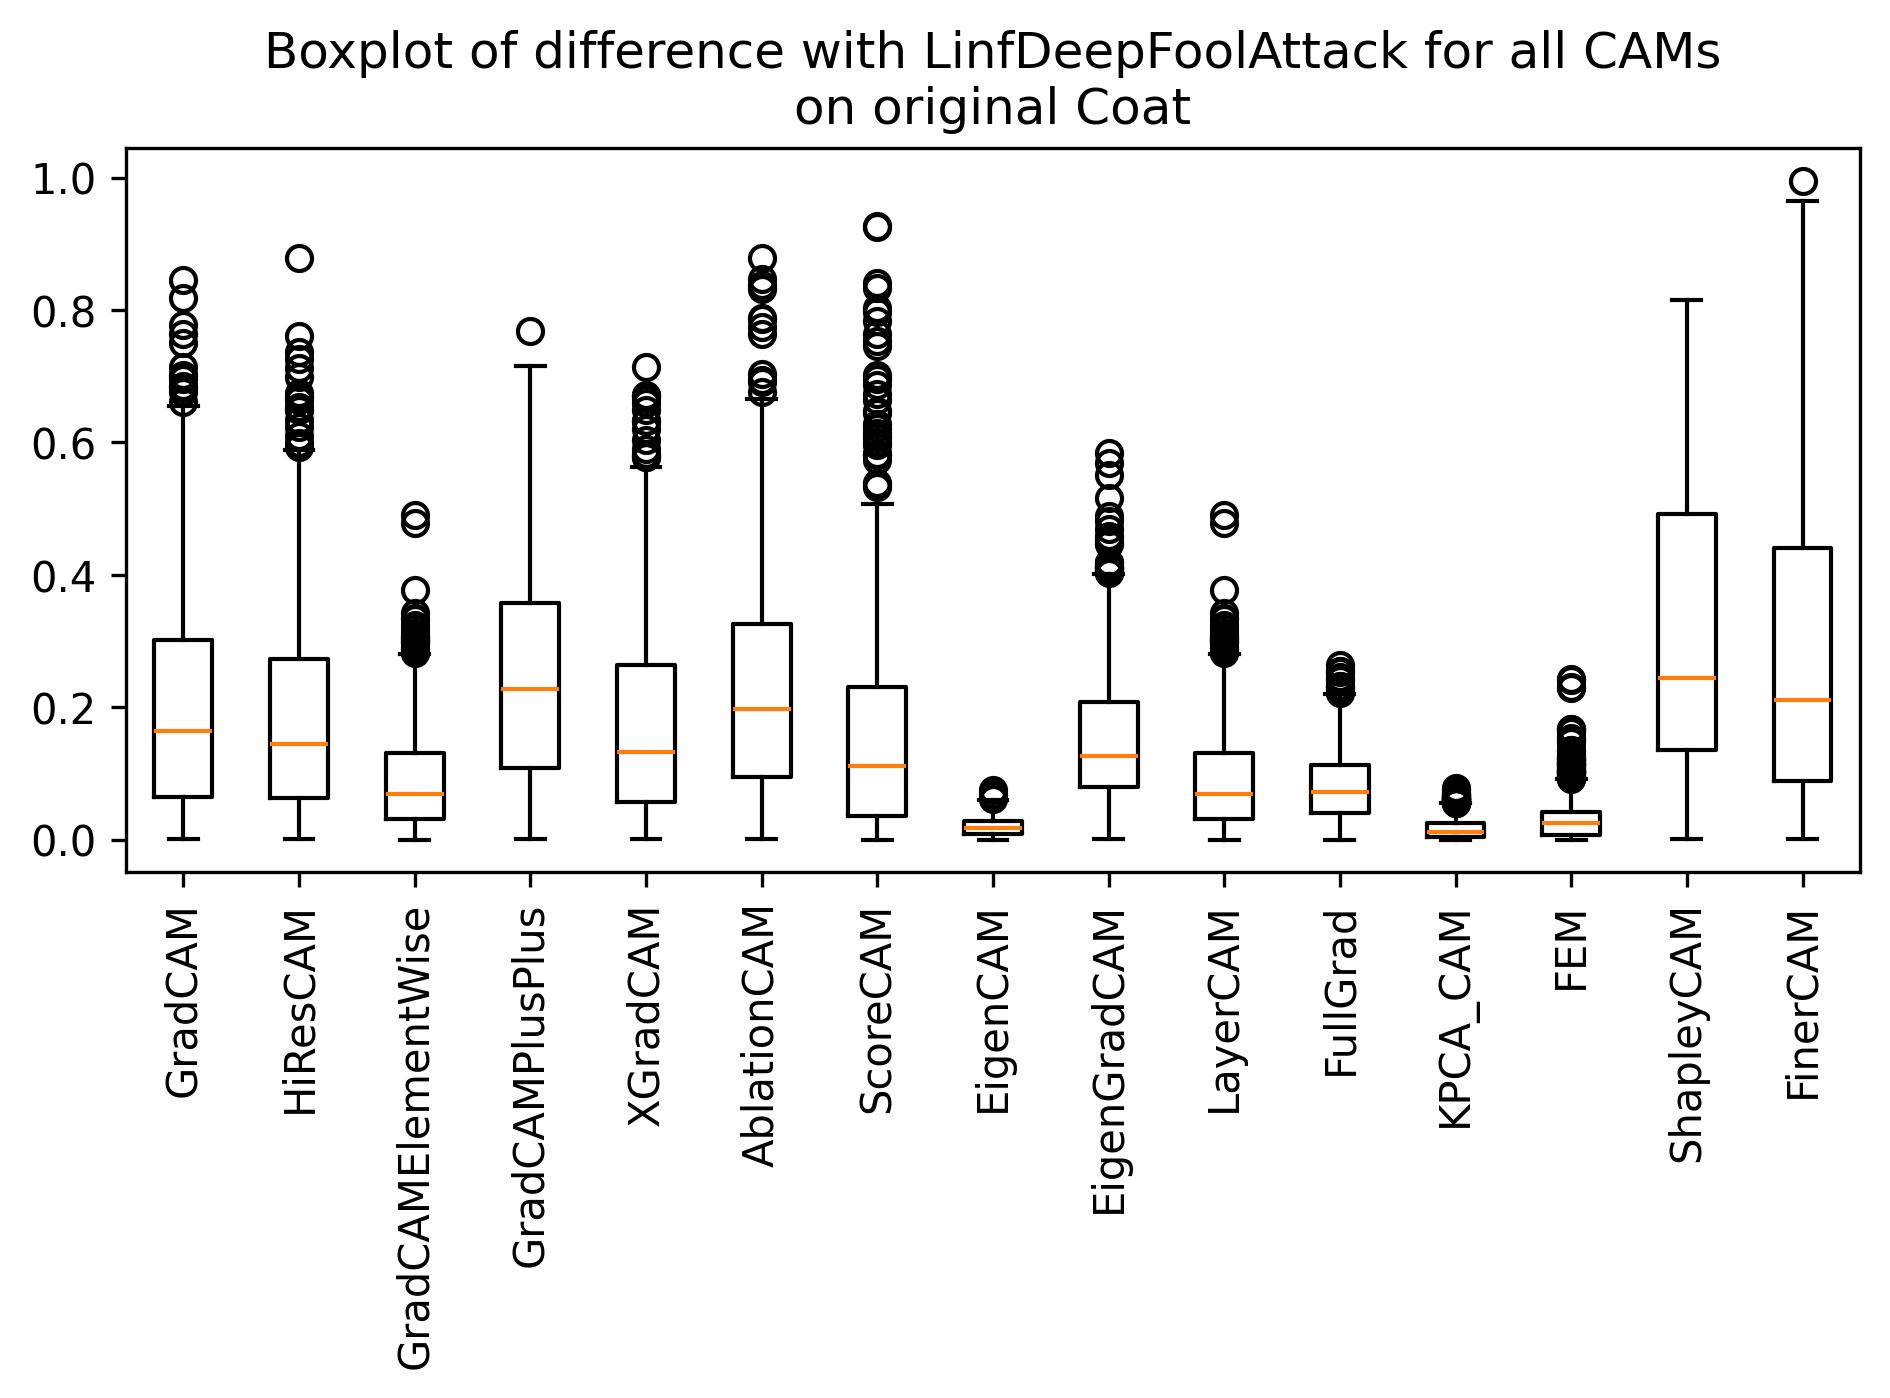 Boxplot of difference with LinfDeepFoolAttack for all CAMs
on original Coat
1.0
0.8
0.6
0.4
0.2
0.0
GradCAM
HiResCAM
GradCAMElementWise
GradCAMPlusPlus
XGradCAM
AblationCAM
ScoreCAM
EigenCAM
EigenGradCAM
LayerCAM
FullGrad
KPCA_CAM
FEM
ShapleyCAM
FinerCAM